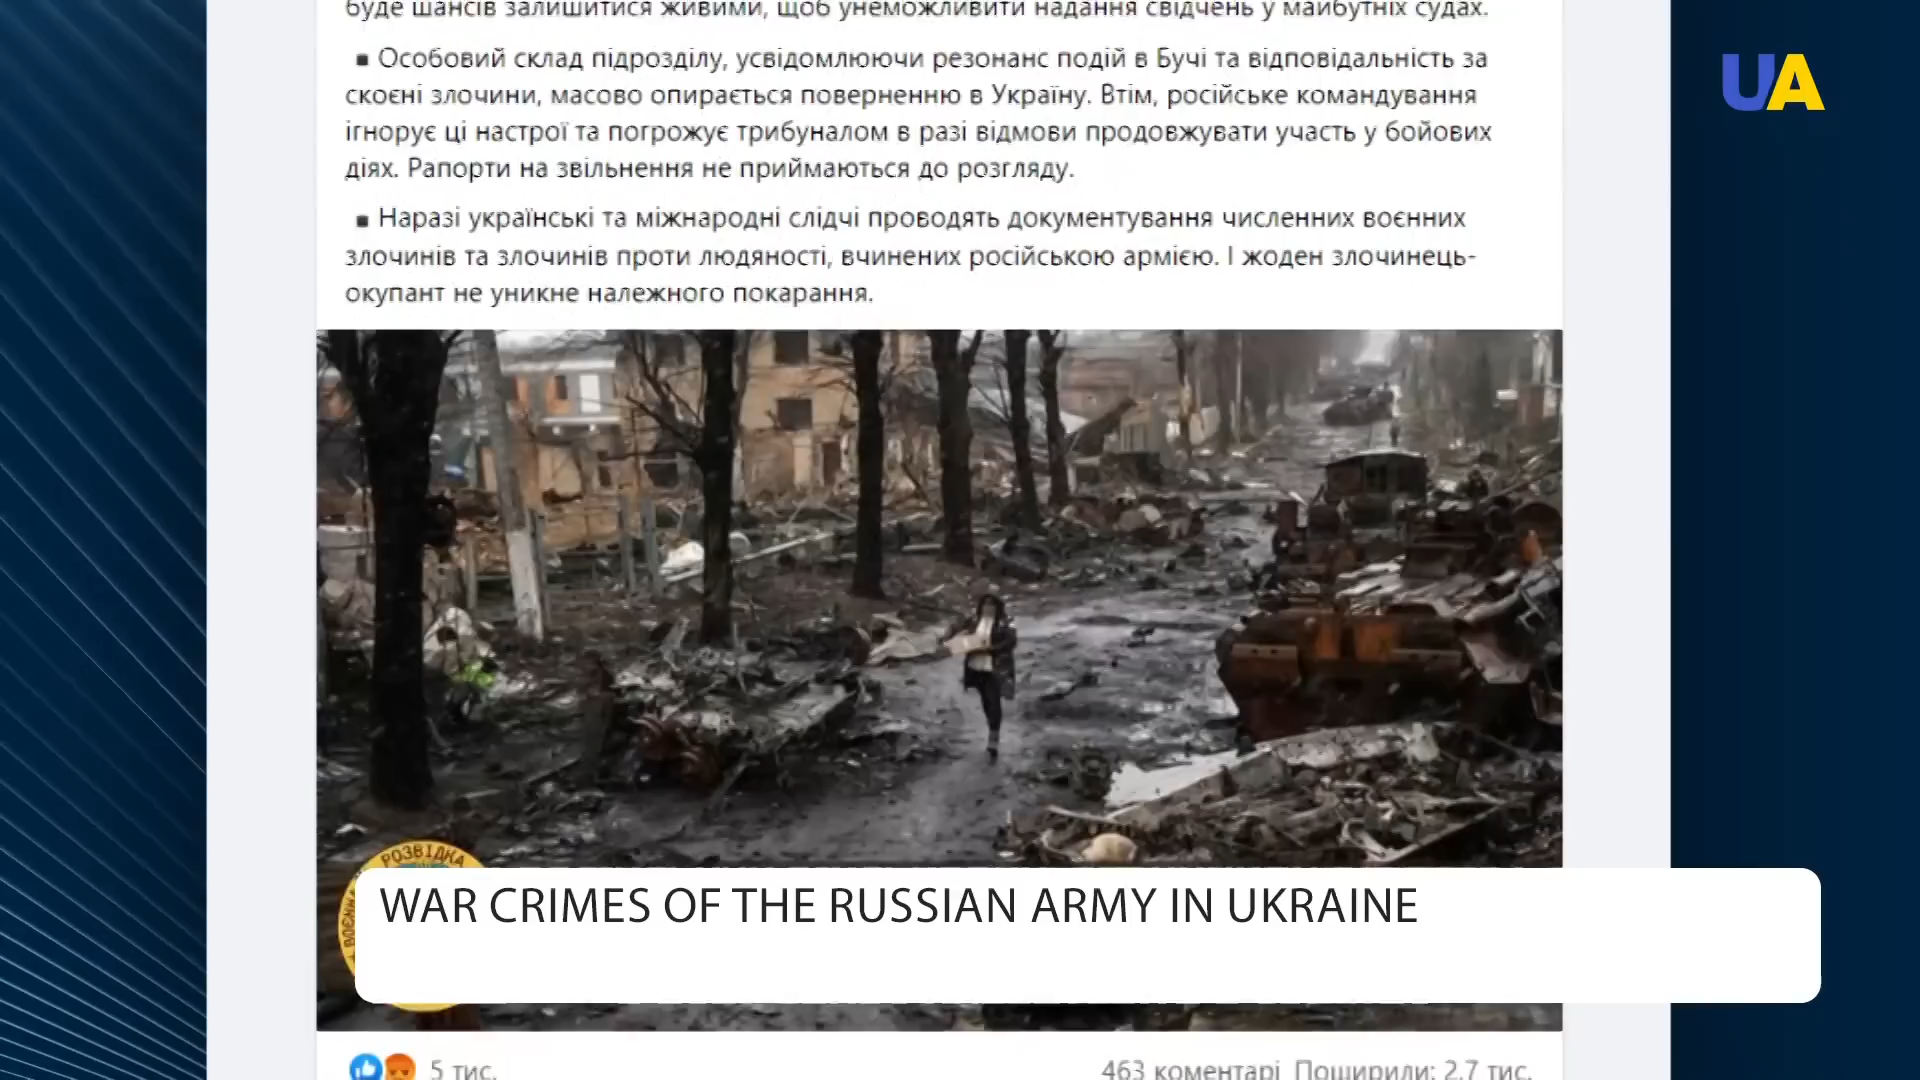 буде шансів залишитися живими, щоб унеможливити надання свідчень у майбутніх судах.
▪ Особовий склад підрозділу, усвідомлюючи резонанс подій в Бучі та відповідальність за
скоєні злочини, масово опирається поверненню в Україну. Втім, російське командування
ігнорує ці настрої та погрожує трибуналом в разі відмови продовжувати участь у бойових
діях. Рапорти на звільнення не приймаються до розгляду.
▪ Наразі українські та міжнародні слідчі проводять документування численних воєнних
злочинів та злочинів проти людяності, вчинених російською армією. І жоден злочинець-
окупант не уникне належного покарання.
UA
РОЗВІДКА
ВОЄНН
WAR CRIMES OF THE RUSSIAN ARMY IN UKRAINE
5 тис.
463 коментарі Поширили: 2,7 тис.